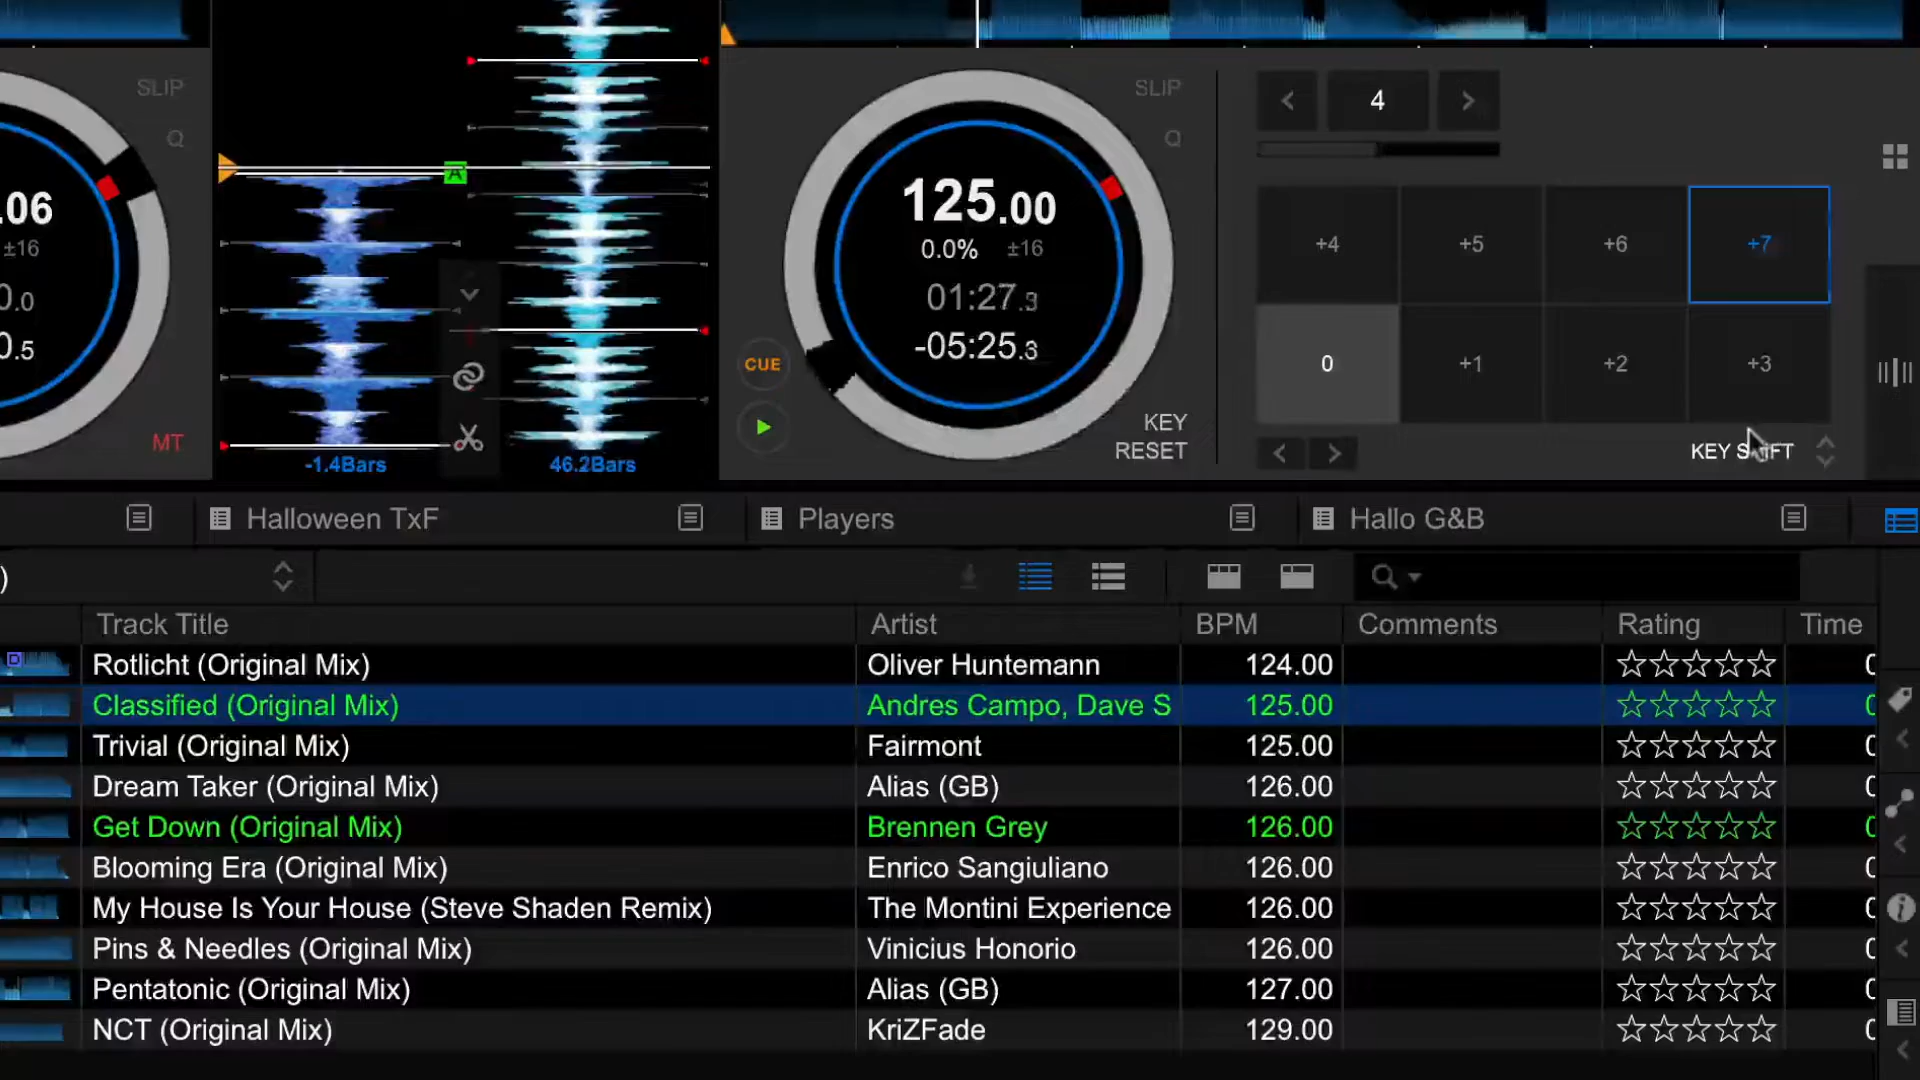 SLIP
Q
.06
±16
0.0
0.5
MT
A
-1.4Bars
46.2Bars
125.00
0.0% ±16
01:27.3
-05:25.3
CUE
SLIP
Q
KEY
RESET
4
+4 +5 +6 +7
0 +1 +2 +3
KEY SHIFT
Halloween TxF
Players
Hallo G&B
)
Track Title Artist BPM Comments Rating Time
D
Rotlicht (Original Mix) Oliver Huntemann 124.00
Classified (Original Mix) Andres Campo, Dave S 125.00
Trivial (Original Mix) Fairmont 125.00
Dream Taker (Original Mix) Alias (GB) 126.00
Get Down (Original Mix) Brennen Grey 126.00
Blooming Era (Original Mix) Enrico Sangiuliano 126.00
My House Is Your House (Steve Shaden Remix) The Montini Experience 126.00
Pins & Needles (Original Mix) Vinicius Honorio 126.00
Pentatonic (Original Mix) Alias (GB) 127.00
NCT (Original Mix) KriZFade 129.00